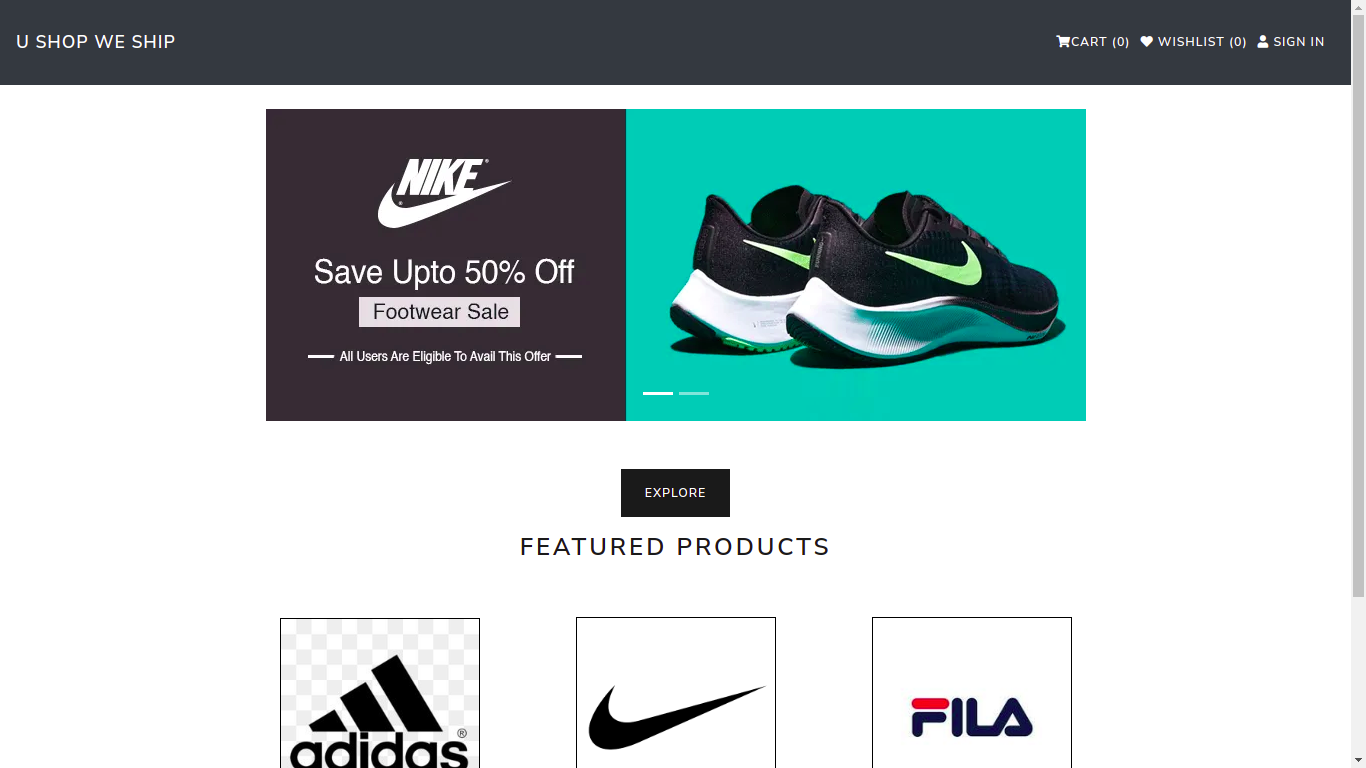 U SHOP WE SHIP
CART (0) WISHLIST (0) SIGN IN
NIKE
Save Upto 50% Off
Footwear Sale
All Users Are Eligible To Avail This Offer
EXPLORE
FEATURED PRODUCTS
adidas®
FILA